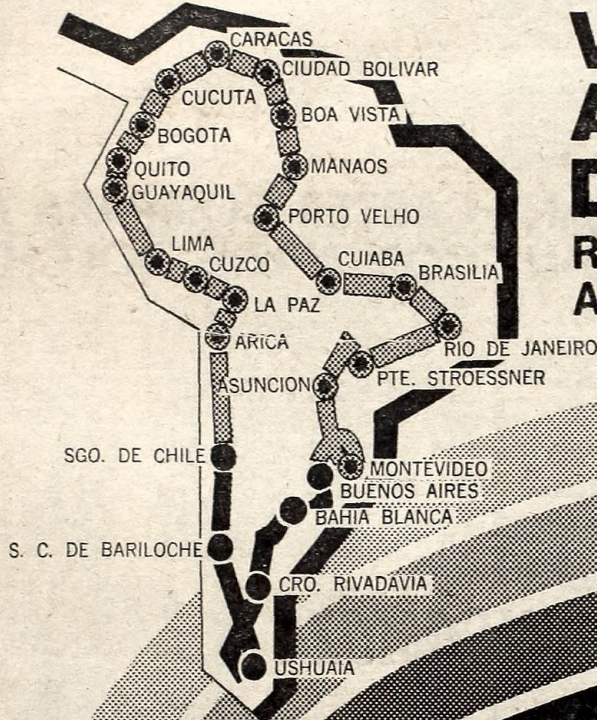 CARACAS
CIUDAD BOLIVAR
CUCUTA
BOA VISTA
BOGOTA
QUITO
MANAOS
GUAYAQUIL
PORTO VELHO
LIMA
CUZCO
CUIABA
BRASILIA
LA PAZ
ARICA
RIO DE JANEIRO
ASUNCION
PTE. STROESSNER
SGO. DE CHILE
MONTEVIDEO
BUENOS AIRES
BAHIA BLANCA
S. C. DE BARILOCHE
CRO. RIVADAVIA
USHUAIA
R
A